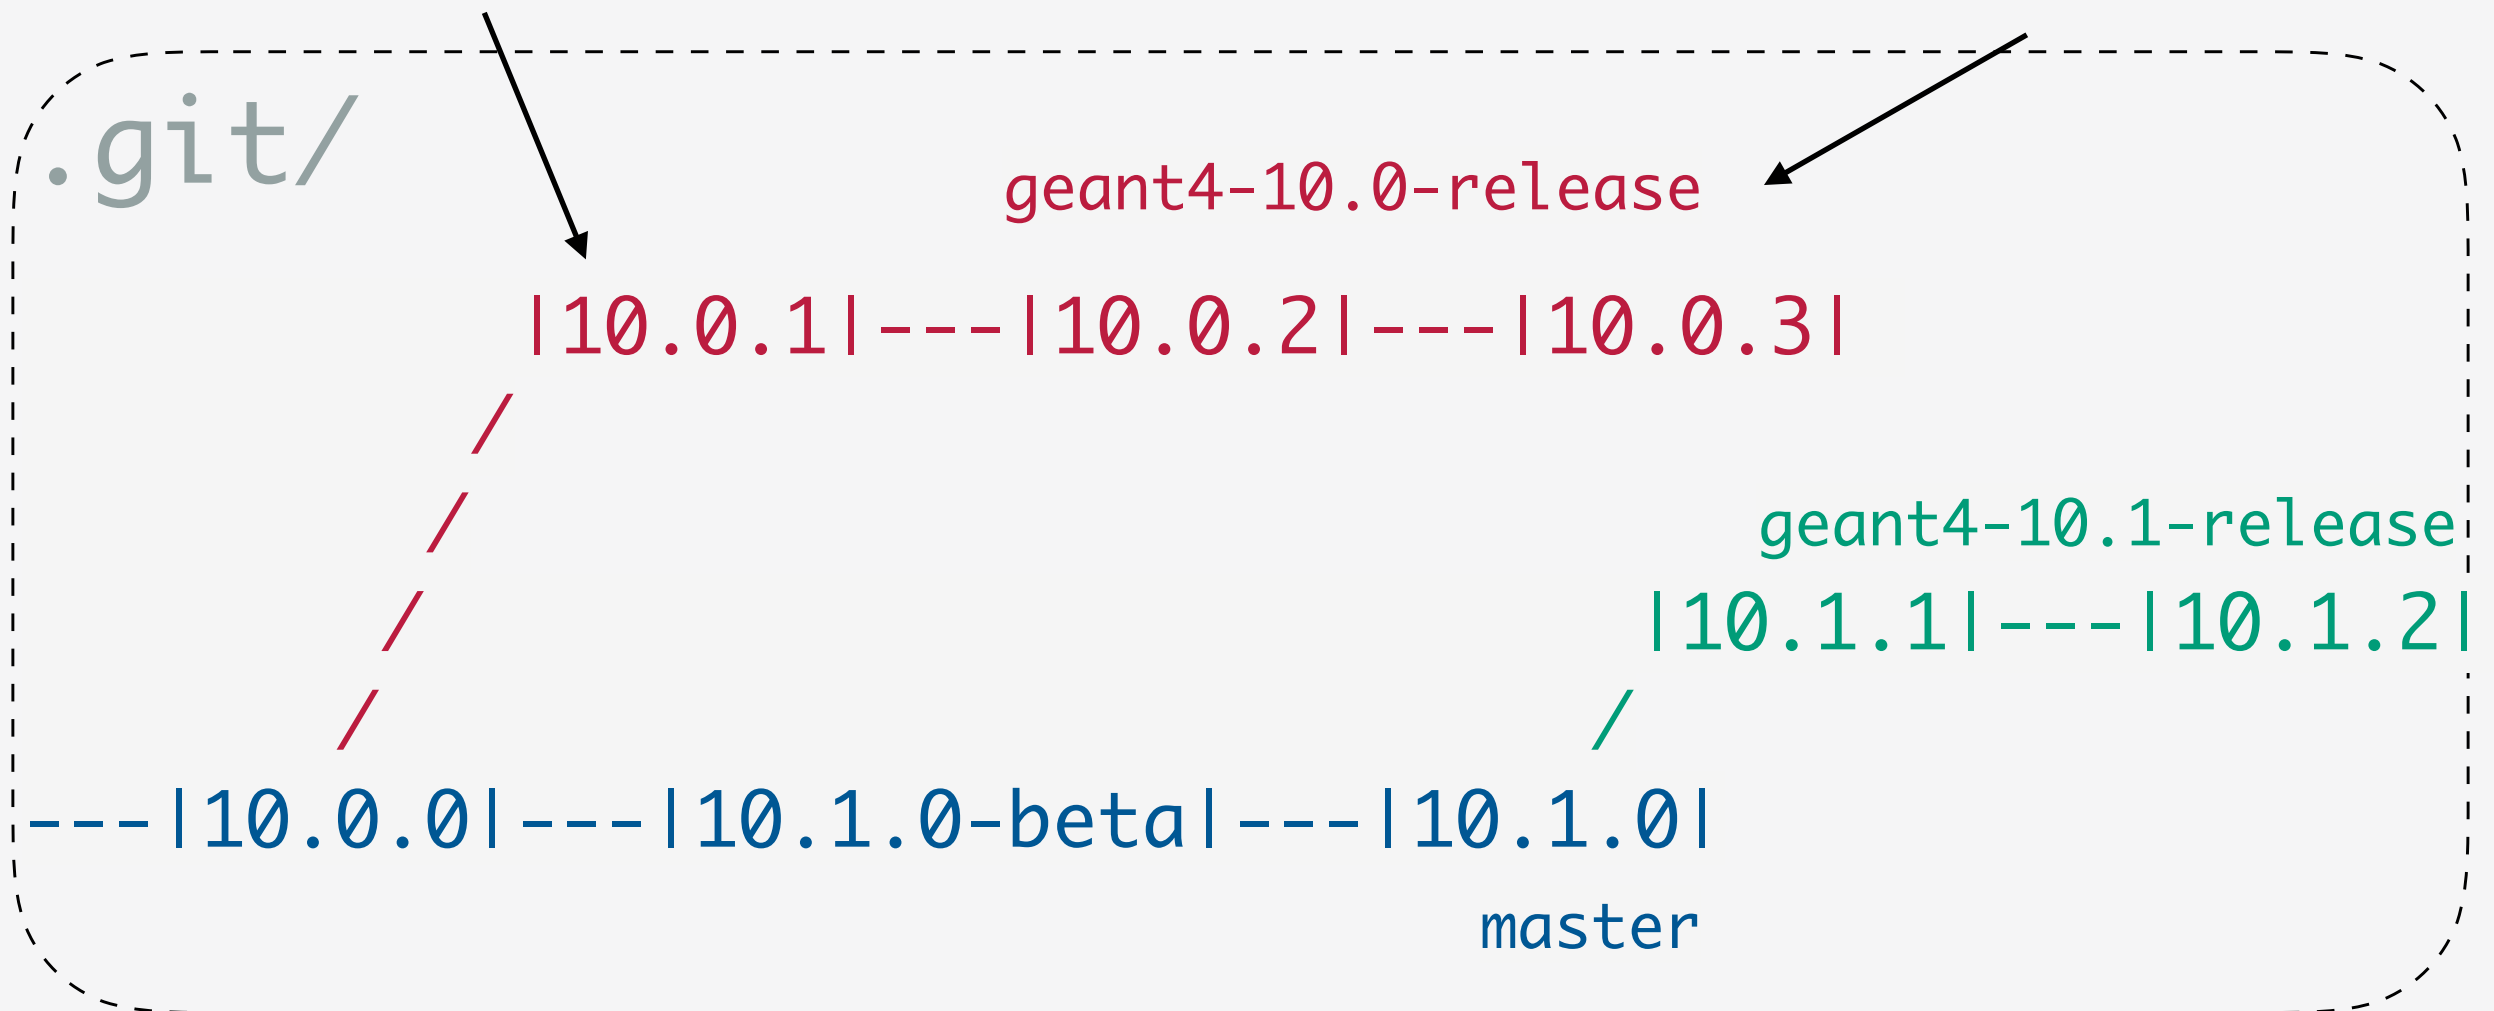 .git/
geant4-10.0-release
|10.0.1|---|10.0.2|---|10.0.3|
/
/
geant4-10.1-release
/
|10.1.1|---|10.1.2|
/ /
---|10.0.0|---|10.1.0-beta|---|10.1.0|
master